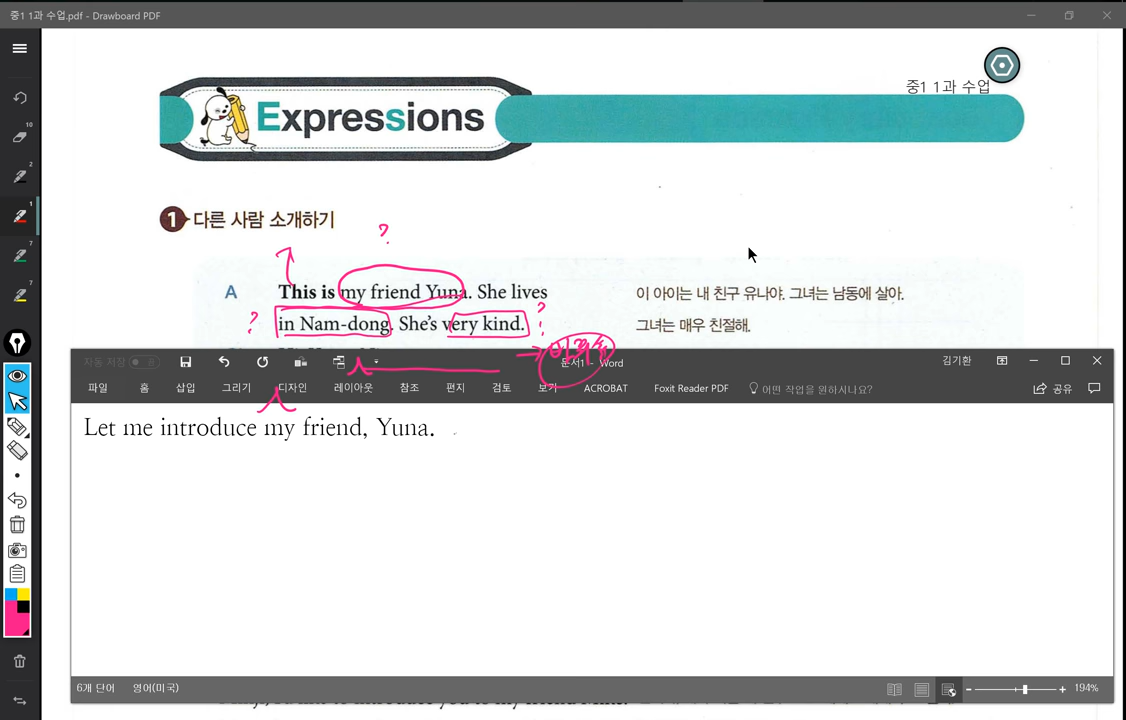 중1 1과 수업.pdf - Drawboard PDF
중1 1과 수업
Expressions
1 다른 사람 소개하기
?
A This is my friend Yuna. She lives
이 아이는 내 친구 유나야. 그녀는 남동에 살아.
? in Nam-dong. She's very kind. ?
그녀는 매우 친절해.
자동 저장
문서1 - Word
김기환
파일 홈 삽입 그리기 디자인 레이아웃 참조 편지 검토 보기 ACROBAT Foxit Reader PDF 어떤 작업을 원하시나요? 공유
Let me introduce my friend, Yuna.
6개 단어 영어(미국) 194%
10
2
1
7
7